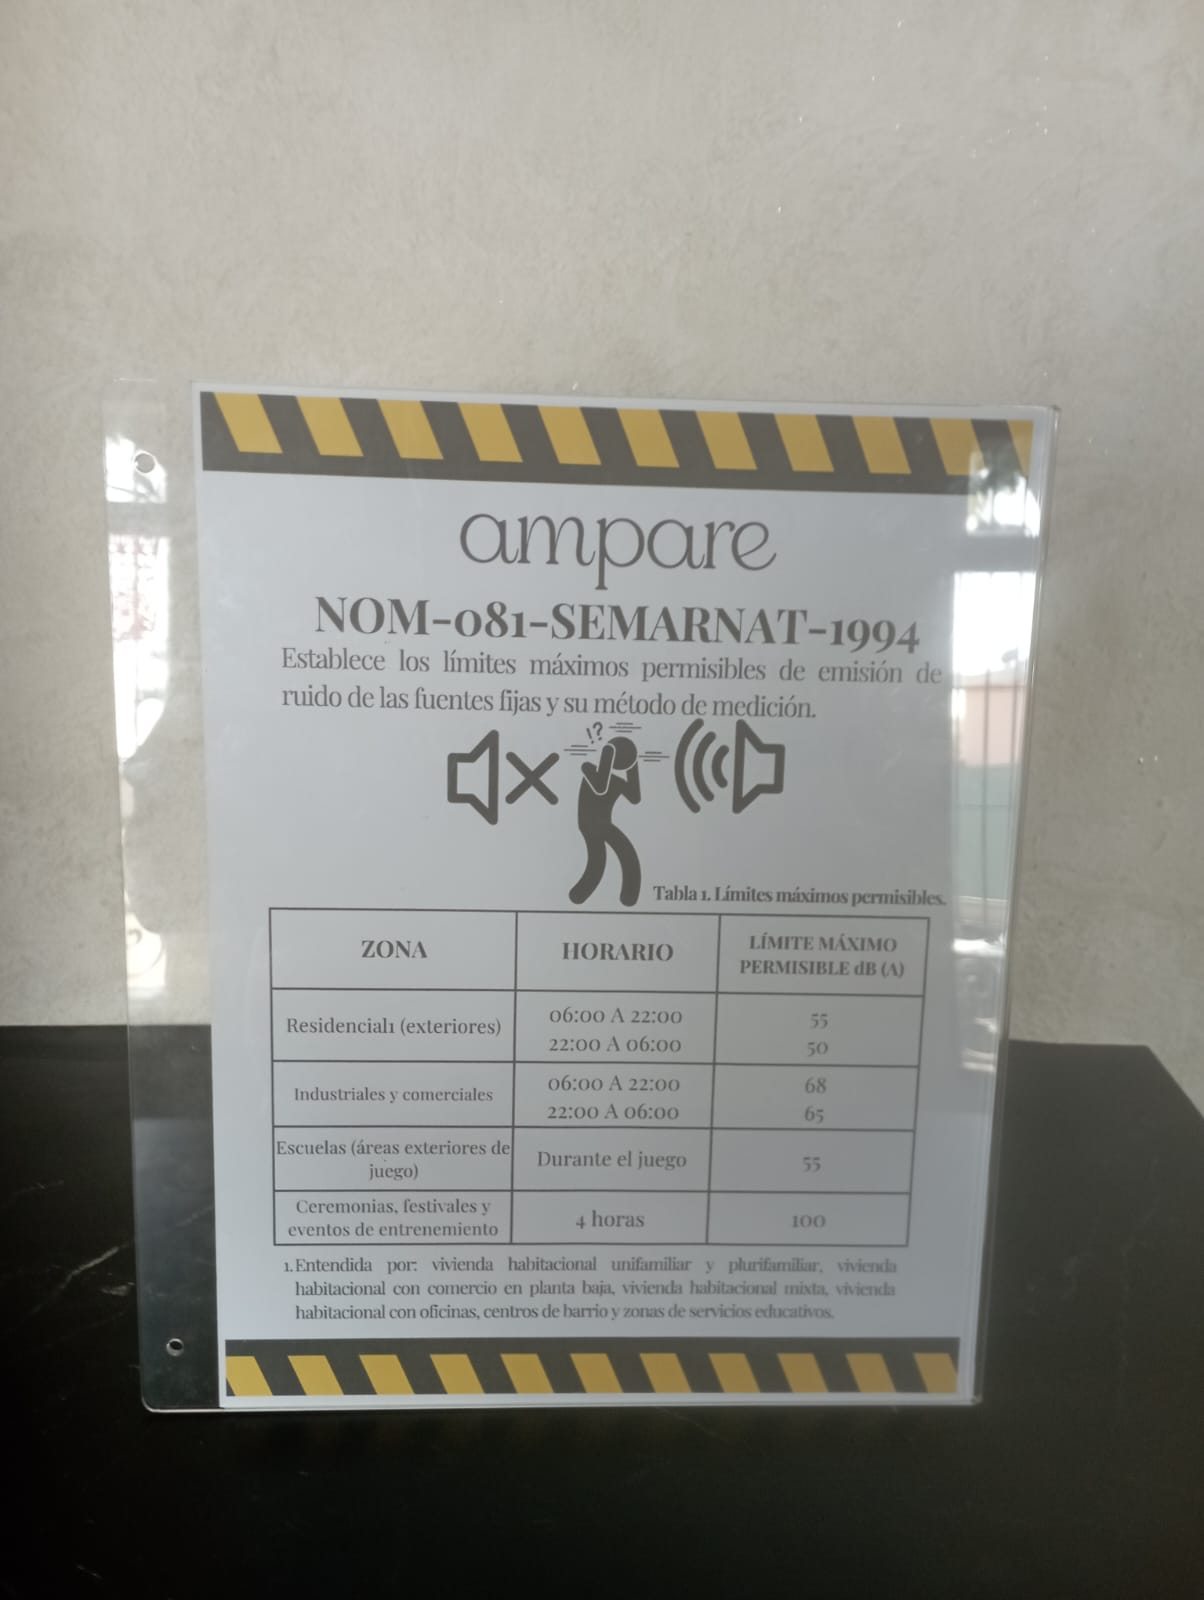 ampare
NOM-081-SEMARNAT-1994
Establece los límites máximos permisibles de emisión de
ruido de las fuentes fijas y su método de medición.
!?
Tabla 1. Límites máximos permisibles.
ZONA HORARIO LÍMITE MÁXIMO PERMISIBLE dB (A)
Residencial1 (exteriores) 06:00 A 22:00 55
22:00 A 06:00 50
Industriales y comerciales 06:00 A 22:00 68
22:00 A 06:00 65
Escuelas (áreas exteriores de juego) Durante el juego 55
Ceremonias, festivales y eventos de entrenemiento 4 horas 100
1. Entendida por: vivienda habitacional unifamiliar y plurifamiliar, vivienda
habitacional con comercio en planta baja, vivienda habitacional mixta, vivienda
habitacional con oficinas, centros de barrio y zonas de servicios educativos.